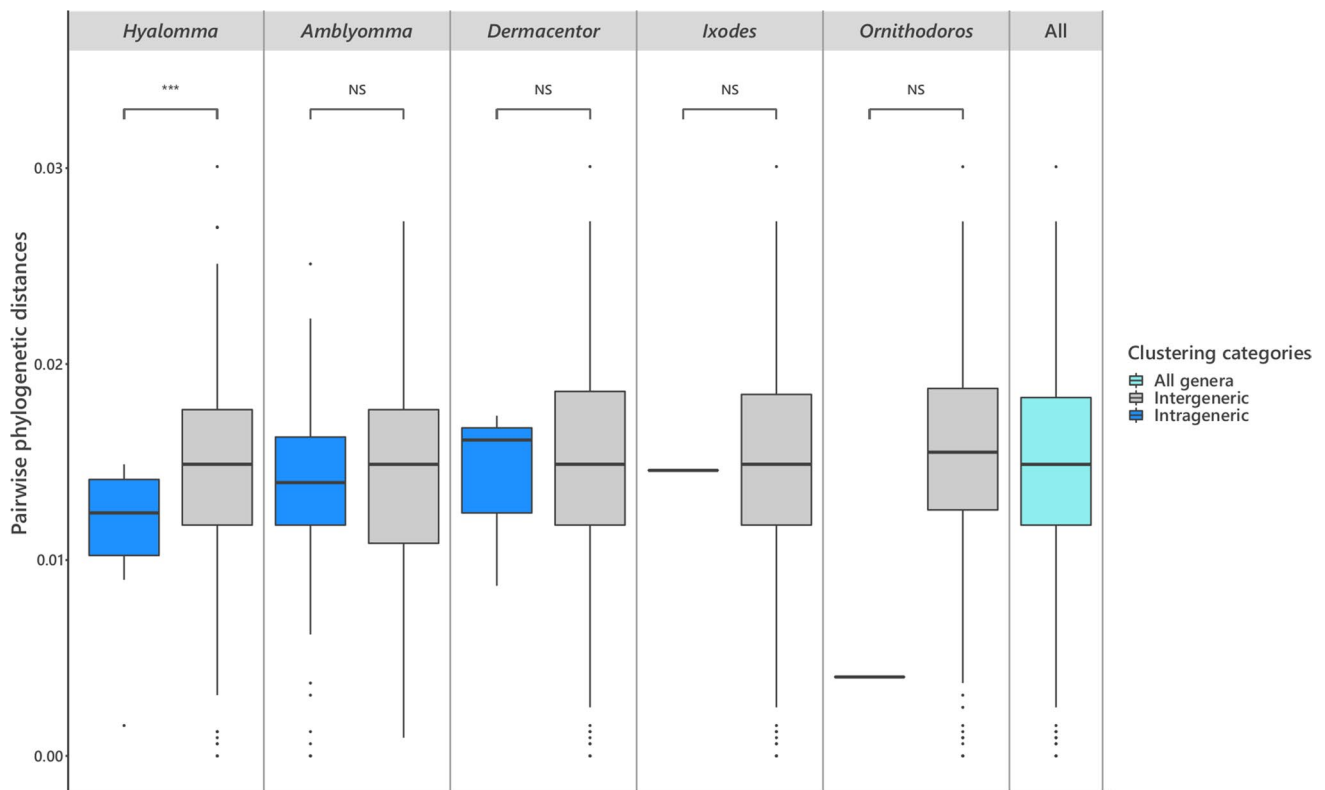 Hyalomma Amblyomma Dermacentor Ixodes Ornithodoros All
*** NS NS NS NS
0.03
0.02
0.01
0.00
Pairwise phylogenetic distances
Clustering categories
All genera
Intergeneric
Intrageneric